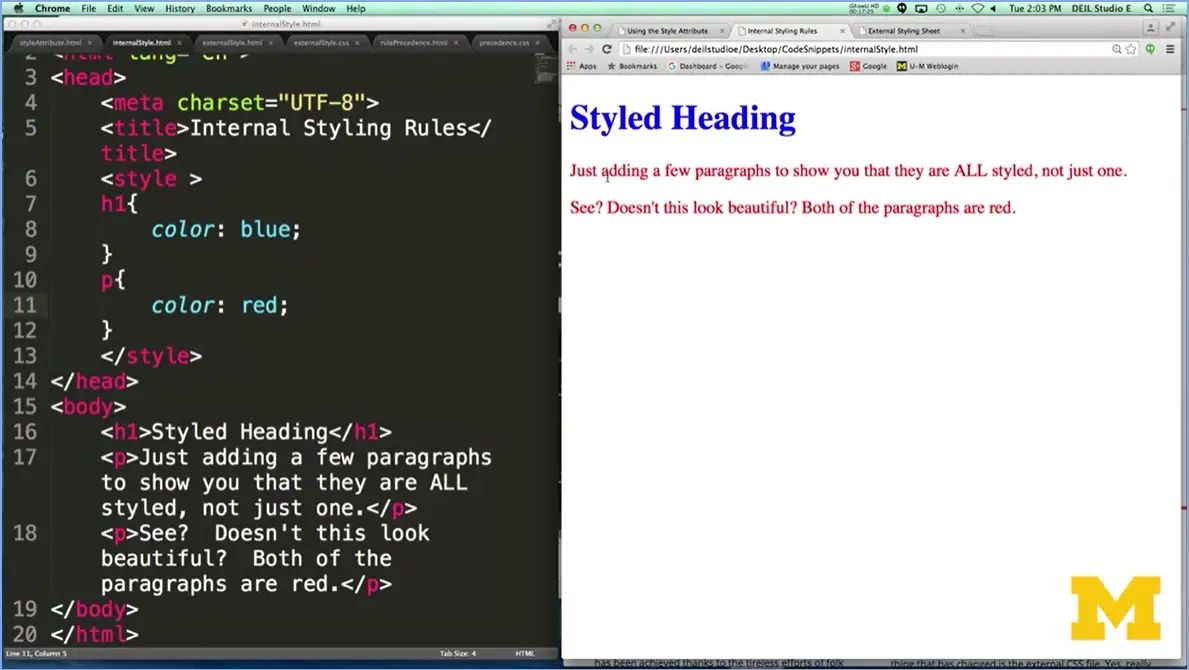 Chrome File Edit View History Bookmarks People Window Help
Tue 2:03 PM DEIL Studio E
internalStyle.html
styleAttribute.html internalStyle.html externalStyle.html externalStyle.css rulePrecedence.html precedence.css
3 <head>
4 <meta charset="UTF-8">
5 <title>Internal Styling Rules</
title>
6 <style >
7 h1{
8 color: blue;
9 }
10 p{
11 color: red;
12 }
13 </style>
14 </head>
15 <body>
16 <h1>Styled Heading</h1>
17 <p>Just adding a few paragraphs
to show you that they are ALL
styled, not just one.</p>
18 <p>See?  Doesn't this look
beautiful?  Both of the
paragraphs are red.</p>
19 </body>
20 </html>
Line 11, Column 5 Tab Size: 4 HTML
Using the Style Attribute Internal Styling Rules External Styling Sheet
file:///Users/deilstudioe/Desktop/CodeSnippets/internalStyle.html
Apps Bookmarks Dashboard - Google Manage your pages Google U-M Weblogin
Styled Heading
Just adding a few paragraphs to show you that they are ALL styled, not just one.
See? Doesn't this look beautiful? Both of the paragraphs are red.
M
has been achieved thanks to the tireless efforts of folk
thing that has changed is the external CSS file. Yes, really.